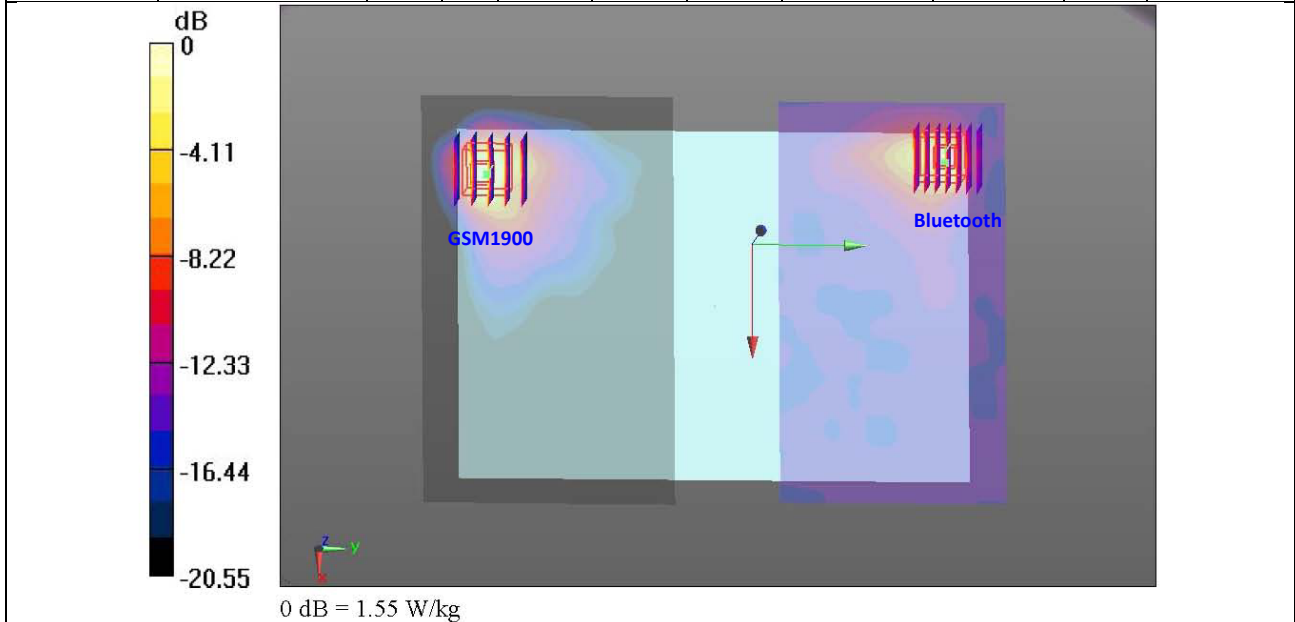 dB
0
-4.11
-8.22
-12.33
-16.44
-20.55
GSM1900
Bluetooth
z
y
x
0 dB = 1.55 W/kg